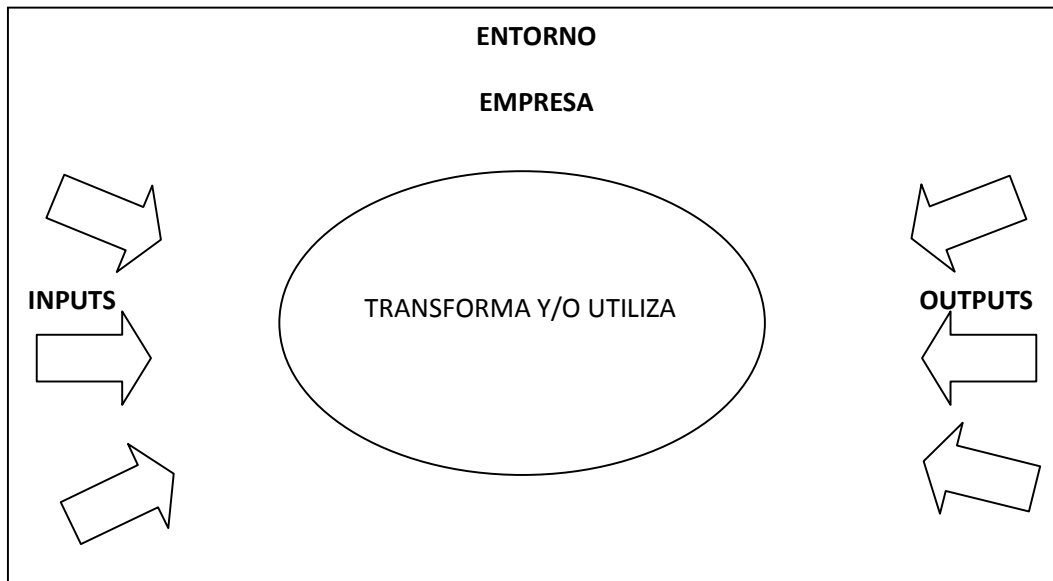 ENTORNO
EMPRESA
INPUTS
TRANSFORMA Y/O UTILIZA
OUTPUTS